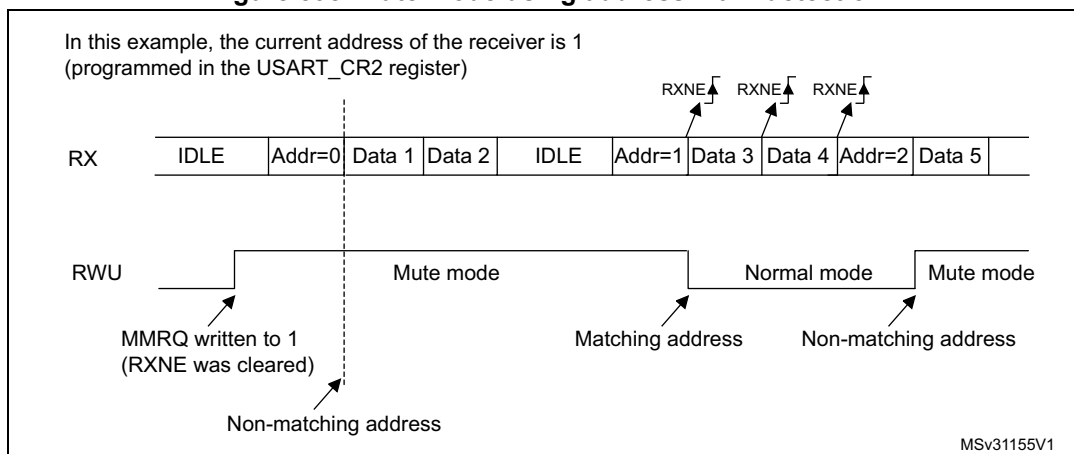 In this example, the current address of the receiver is 1
(programmed in the USART_CR2 register)
RXNE RXNE RXNE
RX IDLE Addr=0 Data 1 Data 2 IDLE Addr=1 Data 3 Data 4 Addr=2 Data 5
RWU Mute mode Normal mode Mute mode
MMRQ written to 1 Matching address Non-matching address
(RXNE was cleared)
Non-matching address
MSv31155V1